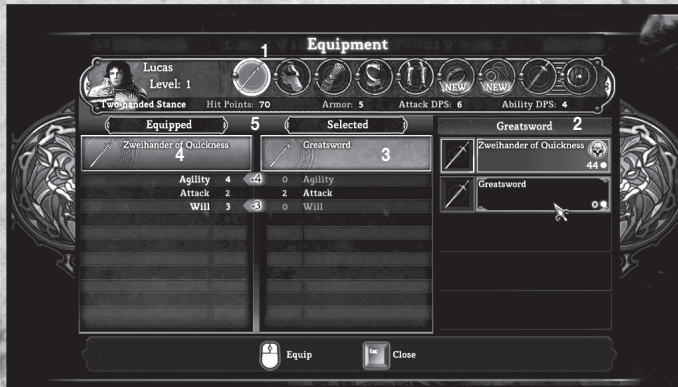 Equipment
1
Lucas
Level: 1
NEW
NEW
Two-handed Stance Hit Points: 70 Armor: 5 Attack DPS: 6 Ability DPS: 4
Equipped 5 Selected
Greatsword 2
Zweihander of Quickness
4
Greatsword
3
Zweihander of Quickness
44
Agility 4 -4 0 Agility
Attack 2 2 Attack
Will 3 -3 0 Will
Greatsword
0
Equip
Esc
Close